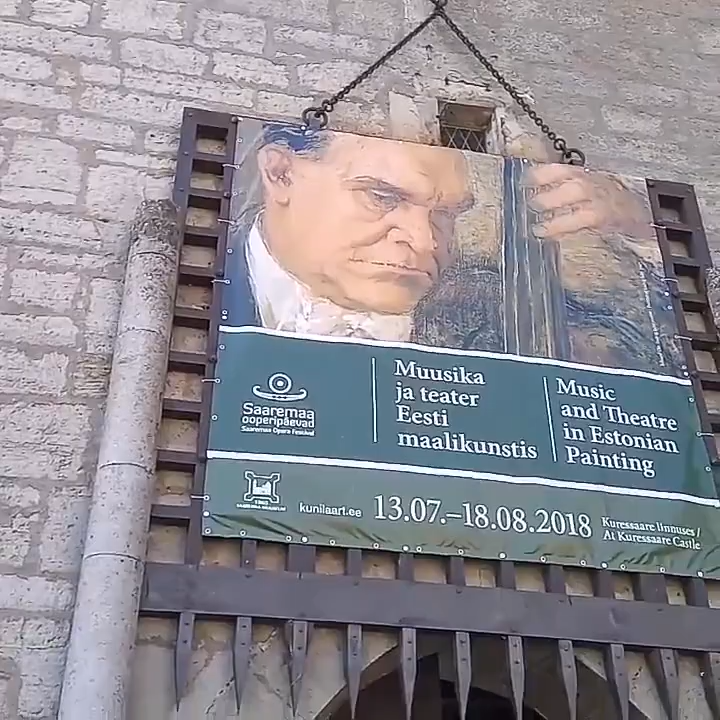 Saaremaa
ooperipäevad
Saaremaa Opera Festival
Muusika
ja teater
Eesti
maalikunstis
Music
and Theatre
in Estonian
Painting
kunilaart.ee
13.07.–18.08.2018
Kuressaare linnuses /
At Kuressaare Castle